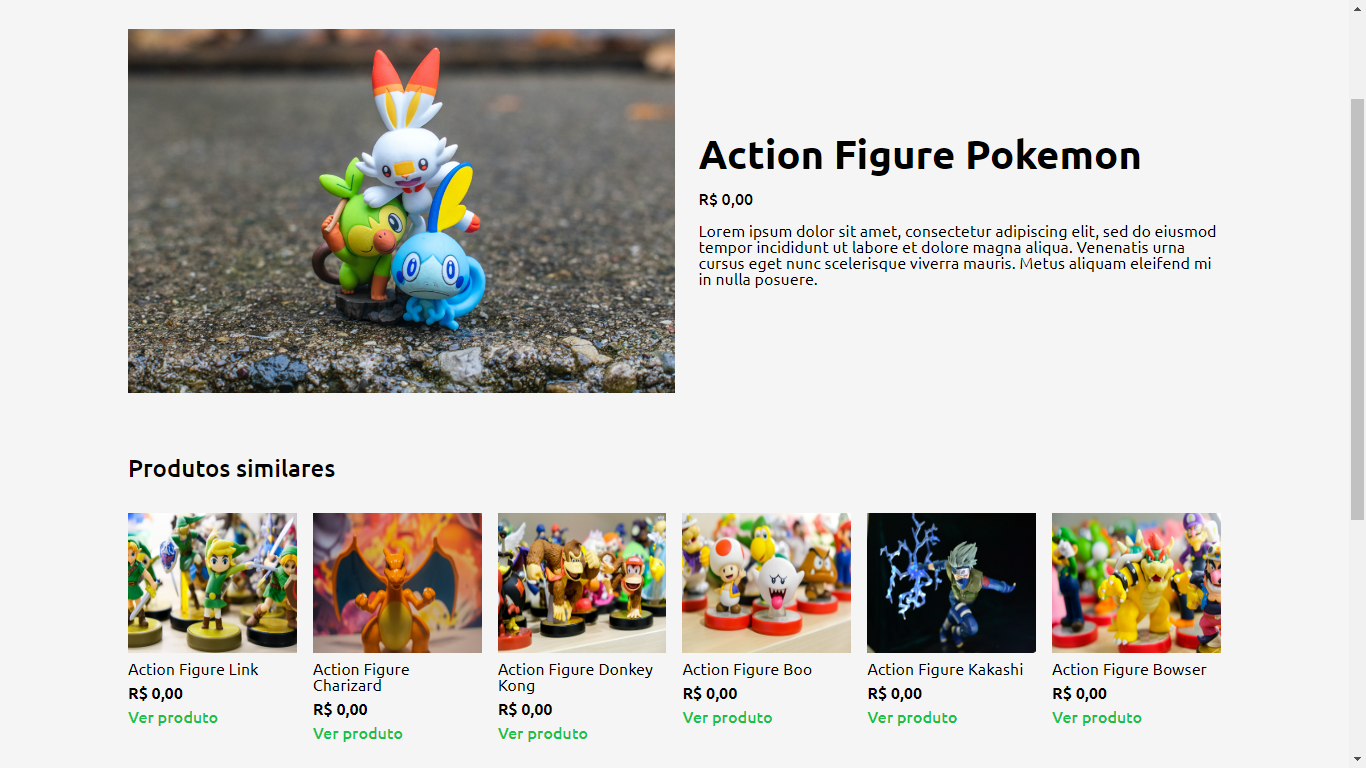 Action Figure Pokemon
R$ 0,00
Lorem ipsum dolor sit amet, consectetur adipiscing elit, sed do eiusmod
tempor incididunt ut labore et dolore magna aliqua. Venenatis urna
cursus eget nunc scelerisque viverra mauris. Metus aliquam eleifend mi
in nulla posuere.
Produtos similares
Action Figure Link
R$ 0,00
Ver produto
Action Figure
Charizard
R$ 0,00
Ver produto
Action Figure Donkey
Kong
R$ 0,00
Ver produto
Action Figure Boo
R$ 0,00
Ver produto
Action Figure Kakashi
R$ 0,00
Ver produto
Action Figure Bowser
R$ 0,00
Ver produto